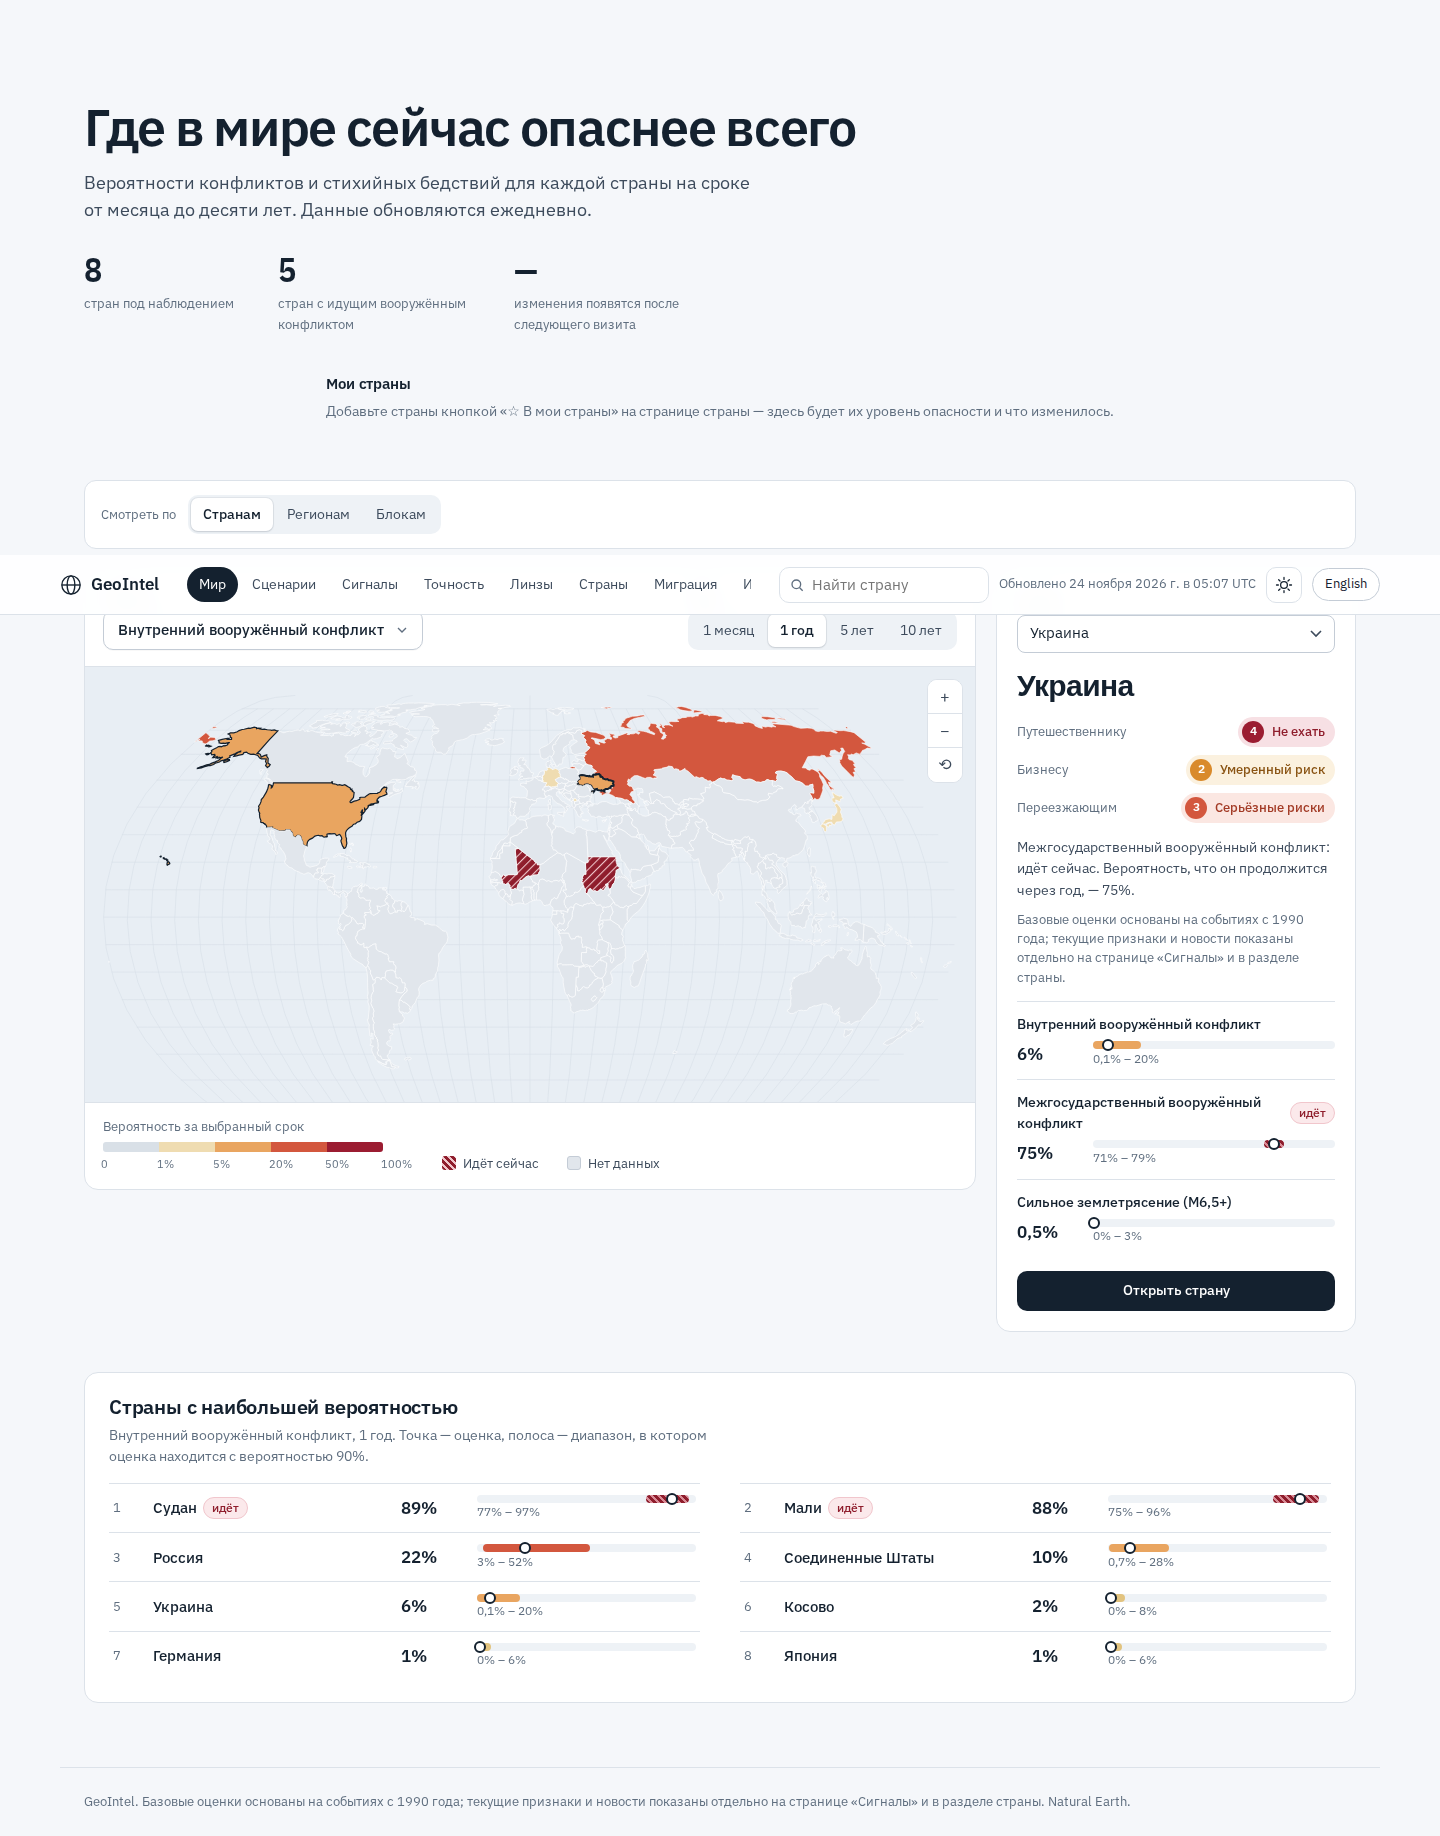 Где в мире сейчас опаснее всего
Вероятности конфликтов и стихийных бедствий для каждой страны на сроке
от месяца до десяти лет. Данные обновляются ежедневно.
8
стран под наблюдением
5
стран с идущим вооружённым
конфликтом
—
изменения появятся после
следующего визита
Мои страны
Добавьте страны кнопкой «☆ В мои страны» на странице страны — здесь будет их уровень опасности и что изменилось.
Смотреть по
Странам
Регионам
Блокам
GeoIntel
Мир
Сценарии
Сигналы
Точность
Линзы
Страны
Миграция
Найти страну
Обновлено 24 ноября 2026 г. в 05:07 UTC
English
Внутренний вооружённый конфликт
1 месяц
1 год
5 лет
10 лет
+
−
⟲
Вероятность за выбранный срок
0
1%
5%
20%
50%
100%
Идёт сейчас
Нет данных
Украина
Украина
Путешественнику
4 Не ехать
Бизнесу
2 Умеренный риск
Переезжающим
3 Серьёзные риски
Межгосударственный вооружённый конфликт:
идёт сейчас. Вероятность, что он продолжится
через год, — 75%.
Базовые оценки основаны на событиях с 1990
года; текущие признаки и новости показаны
отдельно на странице «Сигналы» и в разделе
страны.
Внутренний вооружённый конфликт
6%
0,1% – 20%
Межгосударственный вооружённый
конфликт
идёт
75%
71% – 79%
Сильное землетрясение (M6,5+)
0,5%
0% – 3%
Открыть страну
Страны с наибольшей вероятностью
Внутренний вооружённый конфликт, 1 год. Точка — оценка, полоса — диапазон, в котором
оценка находится с вероятностью 90%.
1 Судан идёт 89% 77% – 97%
2 Мали идёт 88% 75% – 96%
3 Россия 22% 3% – 52%
4 Соединенные Штаты 10% 0,7% – 28%
5 Украина 6% 0,1% – 20%
6 Косово 2% 0% – 8%
7 Германия 1% 0% – 6%
8 Япония 1% 0% – 6%
GeoIntel. Базовые оценки основаны на событиях с 1990 года; текущие признаки и новости показаны отдельно на странице «Сигналы» и в разделе страны. Natural Earth.